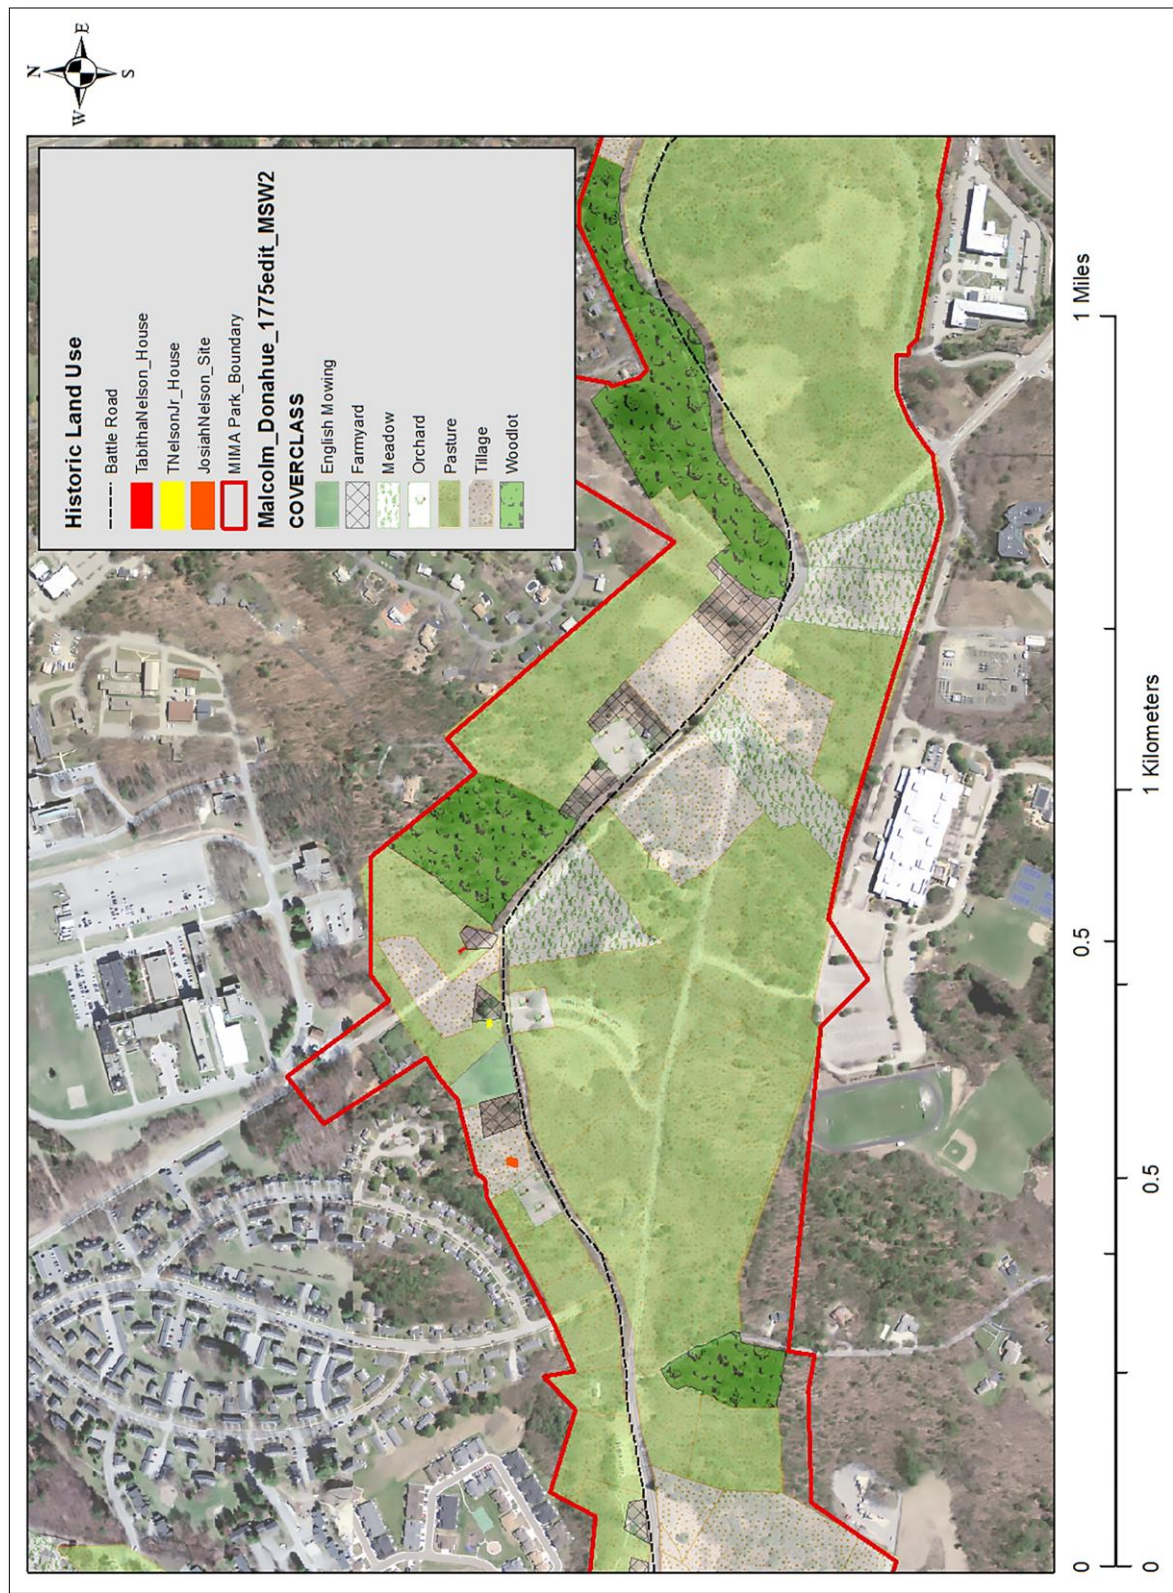 N
E
W
S
Historic Land Use
Battle Road
TabithaNelson_House
TNelsonJr_House
JosiahNelson_Site
MIMA Park_Boundary
Malcolm_Donahue_1775edit_MSW2
COVERCLASS
English Mowing
Farmyard
Meadow
Orchard
Pasture
Tillage
Woodlot
0
0.5
1 Miles
0
0.5
1 Kilometers